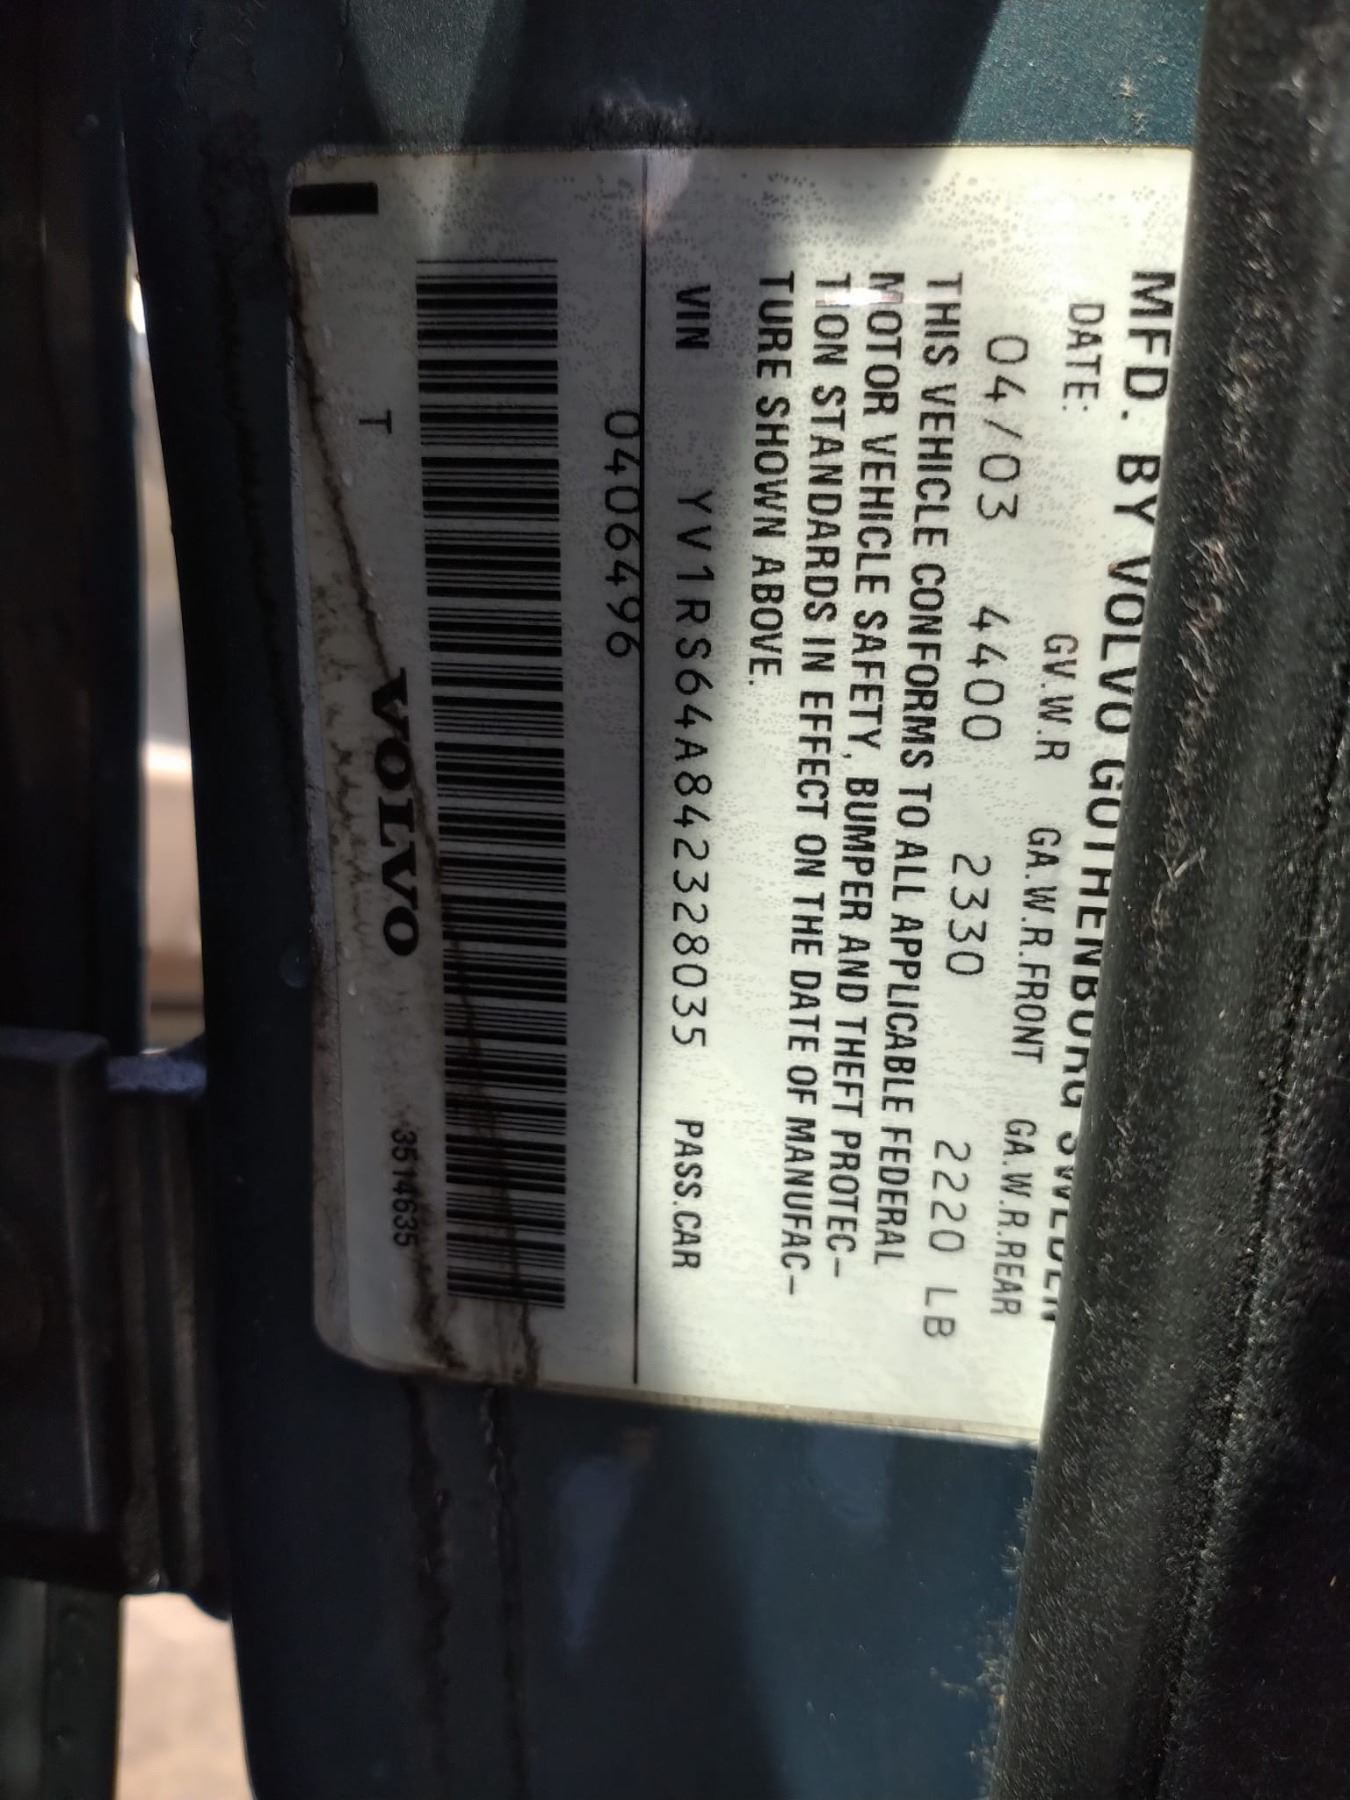 MFD. BY VOLVO GOTHENBURG SWEDEN
DATE: GV.W.R GA.W.R.FRONT GA.W.R.REAR
04/03 4400 2330 2220 LB
THIS VEHICLE CONFORMS TO ALL APPLICABLE FEDERAL
MOTOR VEHICLE SAFETY, BUMPER AND THEFT PROTEC-
TION STANDARDS IN EFFECT ON THE DATE OF MANUFAC-
TURE SHOWN ABOVE.
VIN YV1RS64A842328035 PASS.CAR
0406496
T VOLVO 3514635